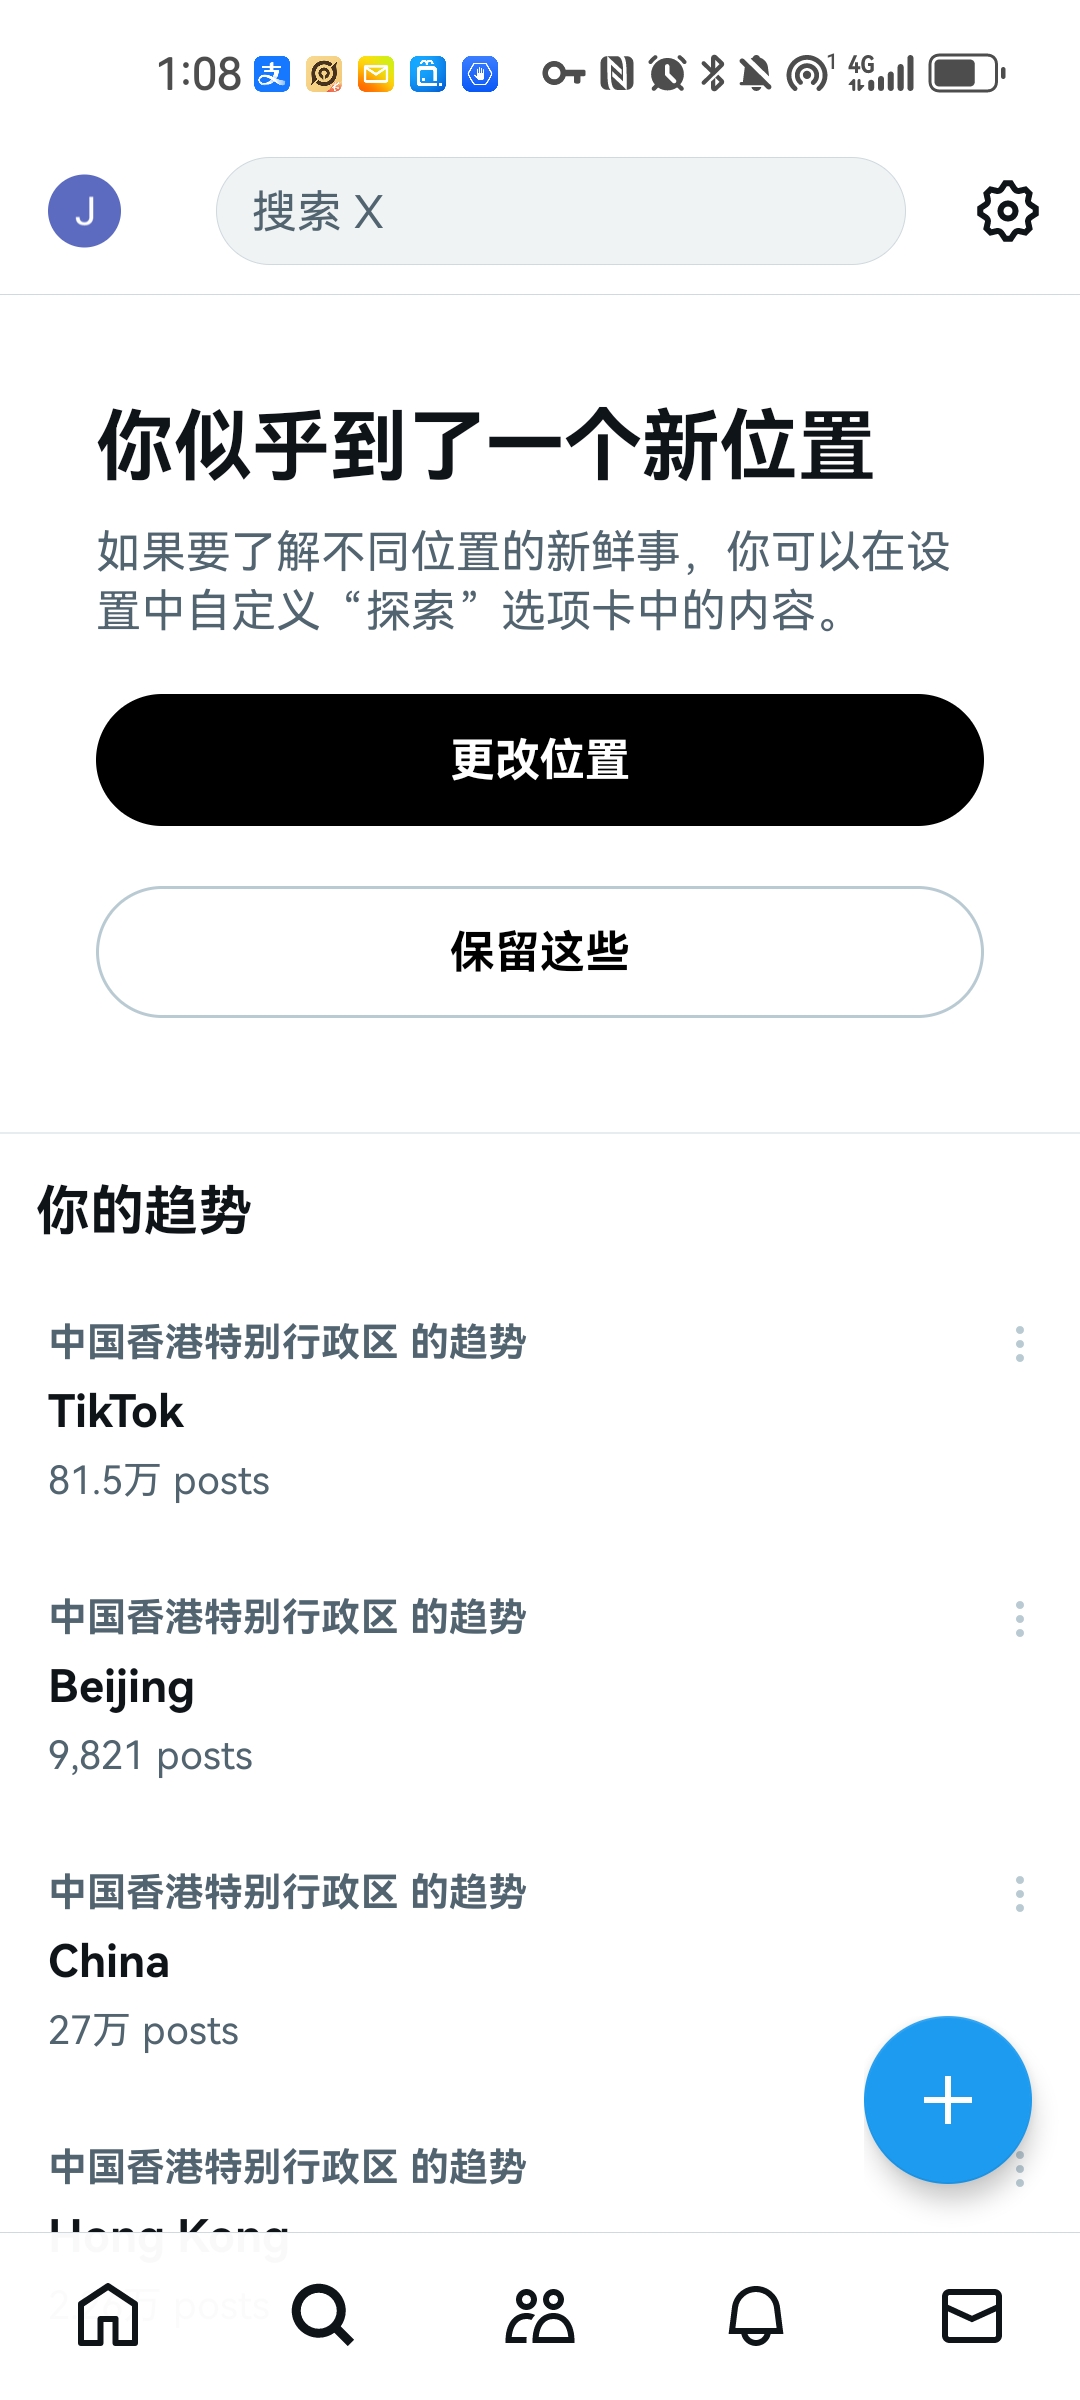 1:08
4G
1
J
搜索 X
你似乎到了一个新位置
如果要了解不同位置的新鲜事，你可以在设
置中自定义“探索”选项卡中的内容。
更改位置
保留这些
你的趋势
中国香港特别行政区 的趋势
TikTok
81.5万 posts
中国香港特别行政区 的趋势
Beijing
9,821 posts
中国香港特别行政区 的趋势
China
27万 posts
中国香港特别行政区 的趋势
Hong Kong
posts